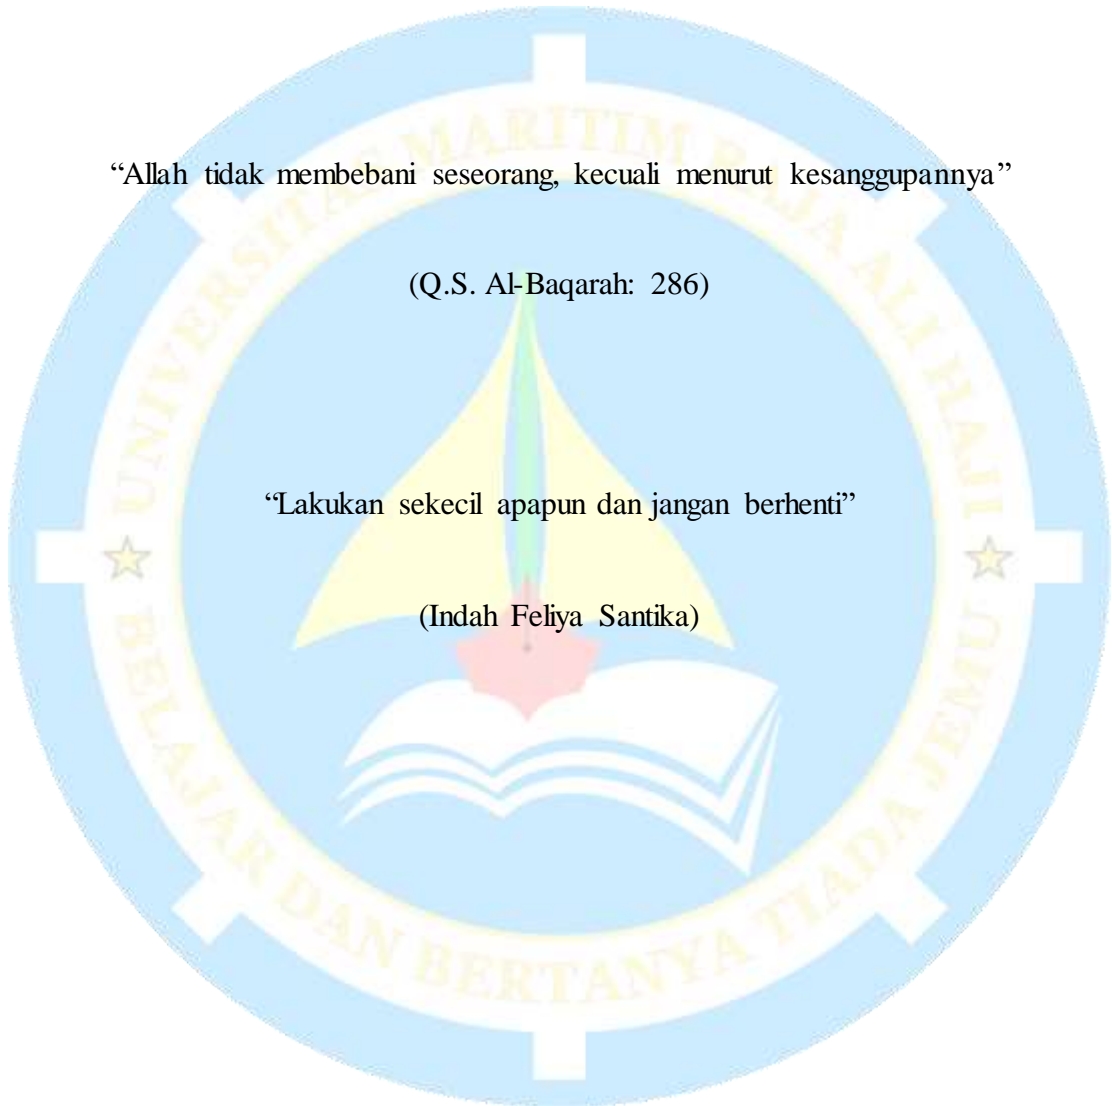 “Allah tidak membebani seseorang, kecuali menurut kesanggupannya”
(Q.S. Al-Baqarah: 286)
“Lakukan sekecil apapun dan jangan berhenti”
(Indah Feliya Santika)
UNIVERSITAS MARITIM RAJA ALI HAJI
BELAJAR DAN BERTANYA TIADA JEMU